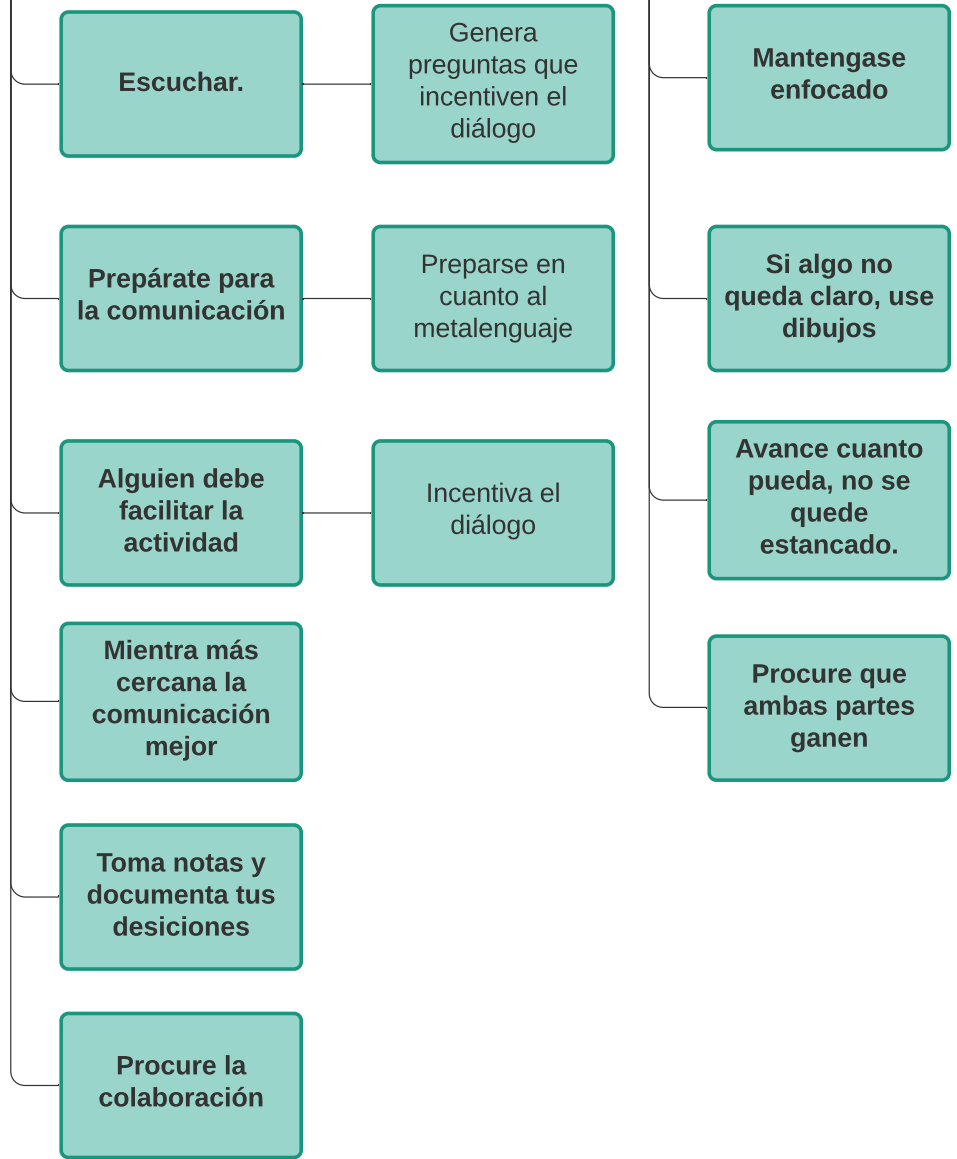 Escuchar.
Genera
preguntas que
incentiven el
diálogo
Prepárate para
la comunicación
Preparse en
cuanto al
metalenguaje
Alguien debe
facilitar la
actividad
Incentiva el
diálogo
Mientra más
cercana la
comunicación
mejor
Toma notas y
documenta tus
desiciones
Procure la
colaboración
Mantengase
enfocado
Si algo no
queda claro, use
dibujos
Avance cuanto
pueda, no se
quede
estancado.
Procure que
ambas partes
ganen